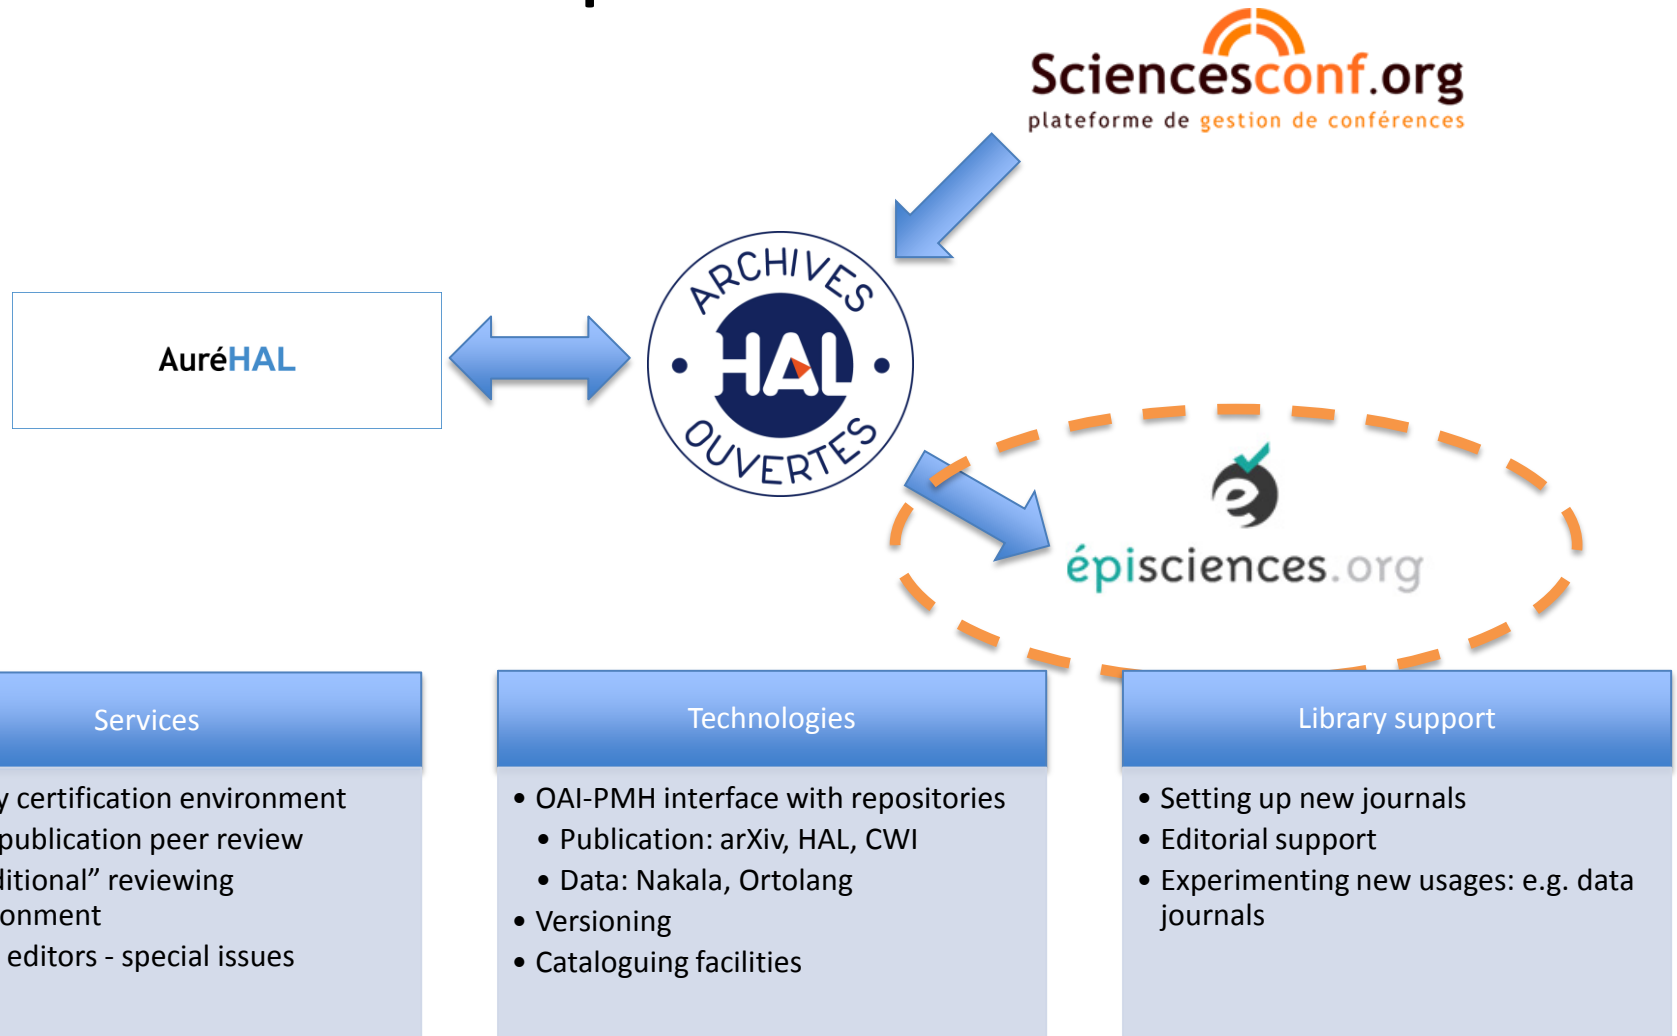 Sciencesconf.org
plateforme de gestion de conférences
AuréHAL
ARCHIVES
HAL
OUVERTES
épisciences.org
Services
certification environment
publication peer review
reviewing
editors - special issues
Technologies
• OAI-PMH interface with repositories
• Publication: arXiv, HAL, CWI
• Data: Nakala, Ortolang
• Versioning
• Cataloguing facilities
Library support
• Setting up new journals
• Editorial support
• Experimenting new usages: e.g. data
journals